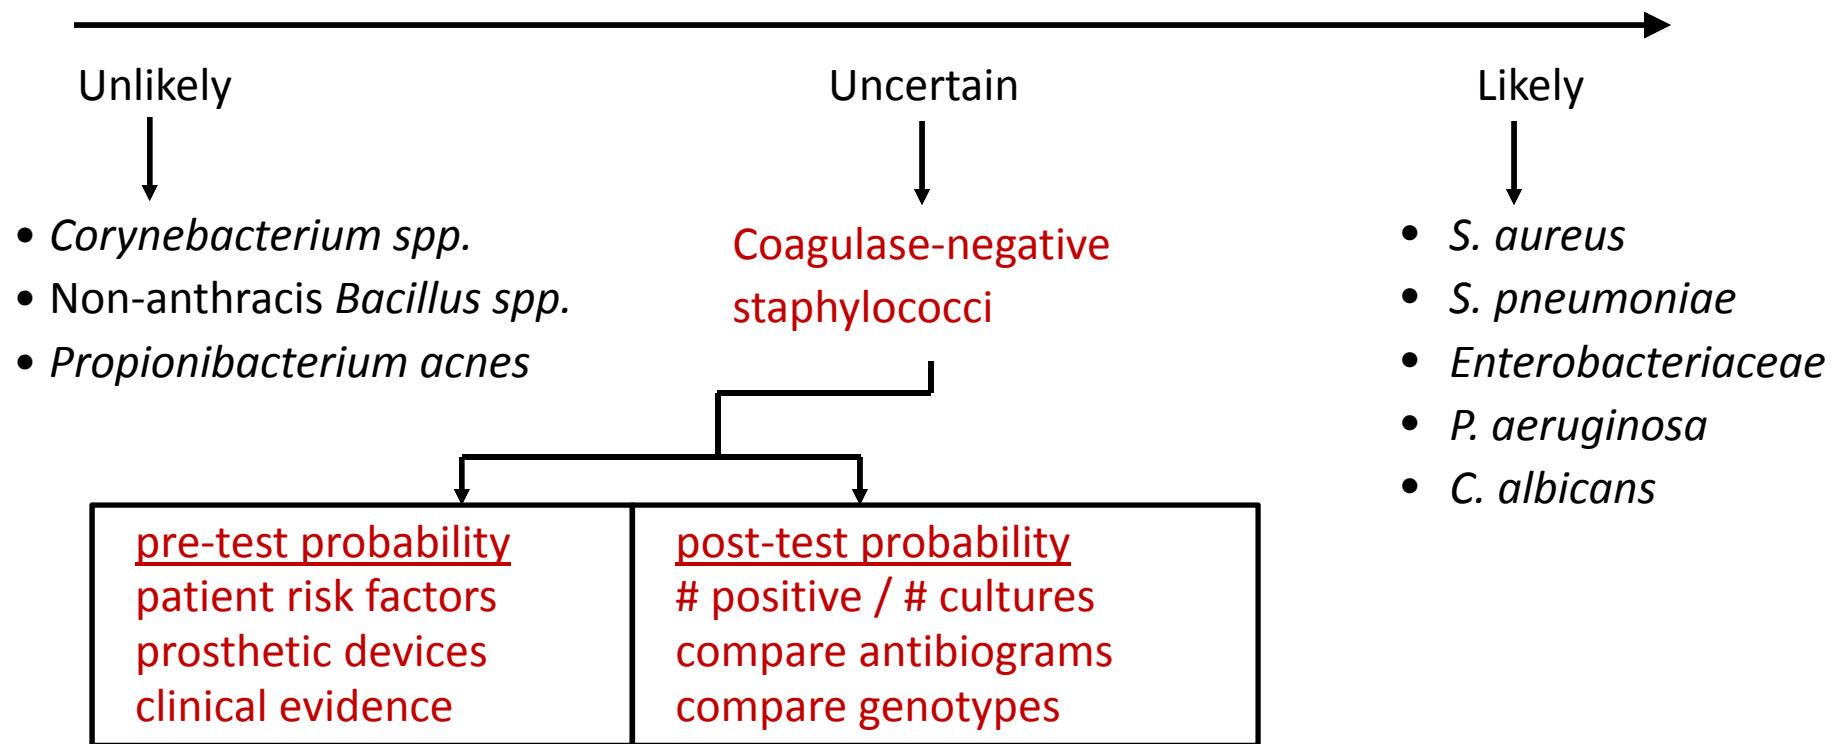 Unlikely
Uncertain
Likely
• Corynebacterium spp.
• Non-anthracis Bacillus spp.
• Propionibacterium acnes
Coagulase-negative
staphylococci
• S. aureus
• S. pneumoniae
• Enterobacteriaceae
• P. aeruginosa
• C. albicans
pre-test probability
patient risk factors
prosthetic devices
clinical evidence
post-test probability
# positive / # cultures
compare antibiograms
compare genotypes